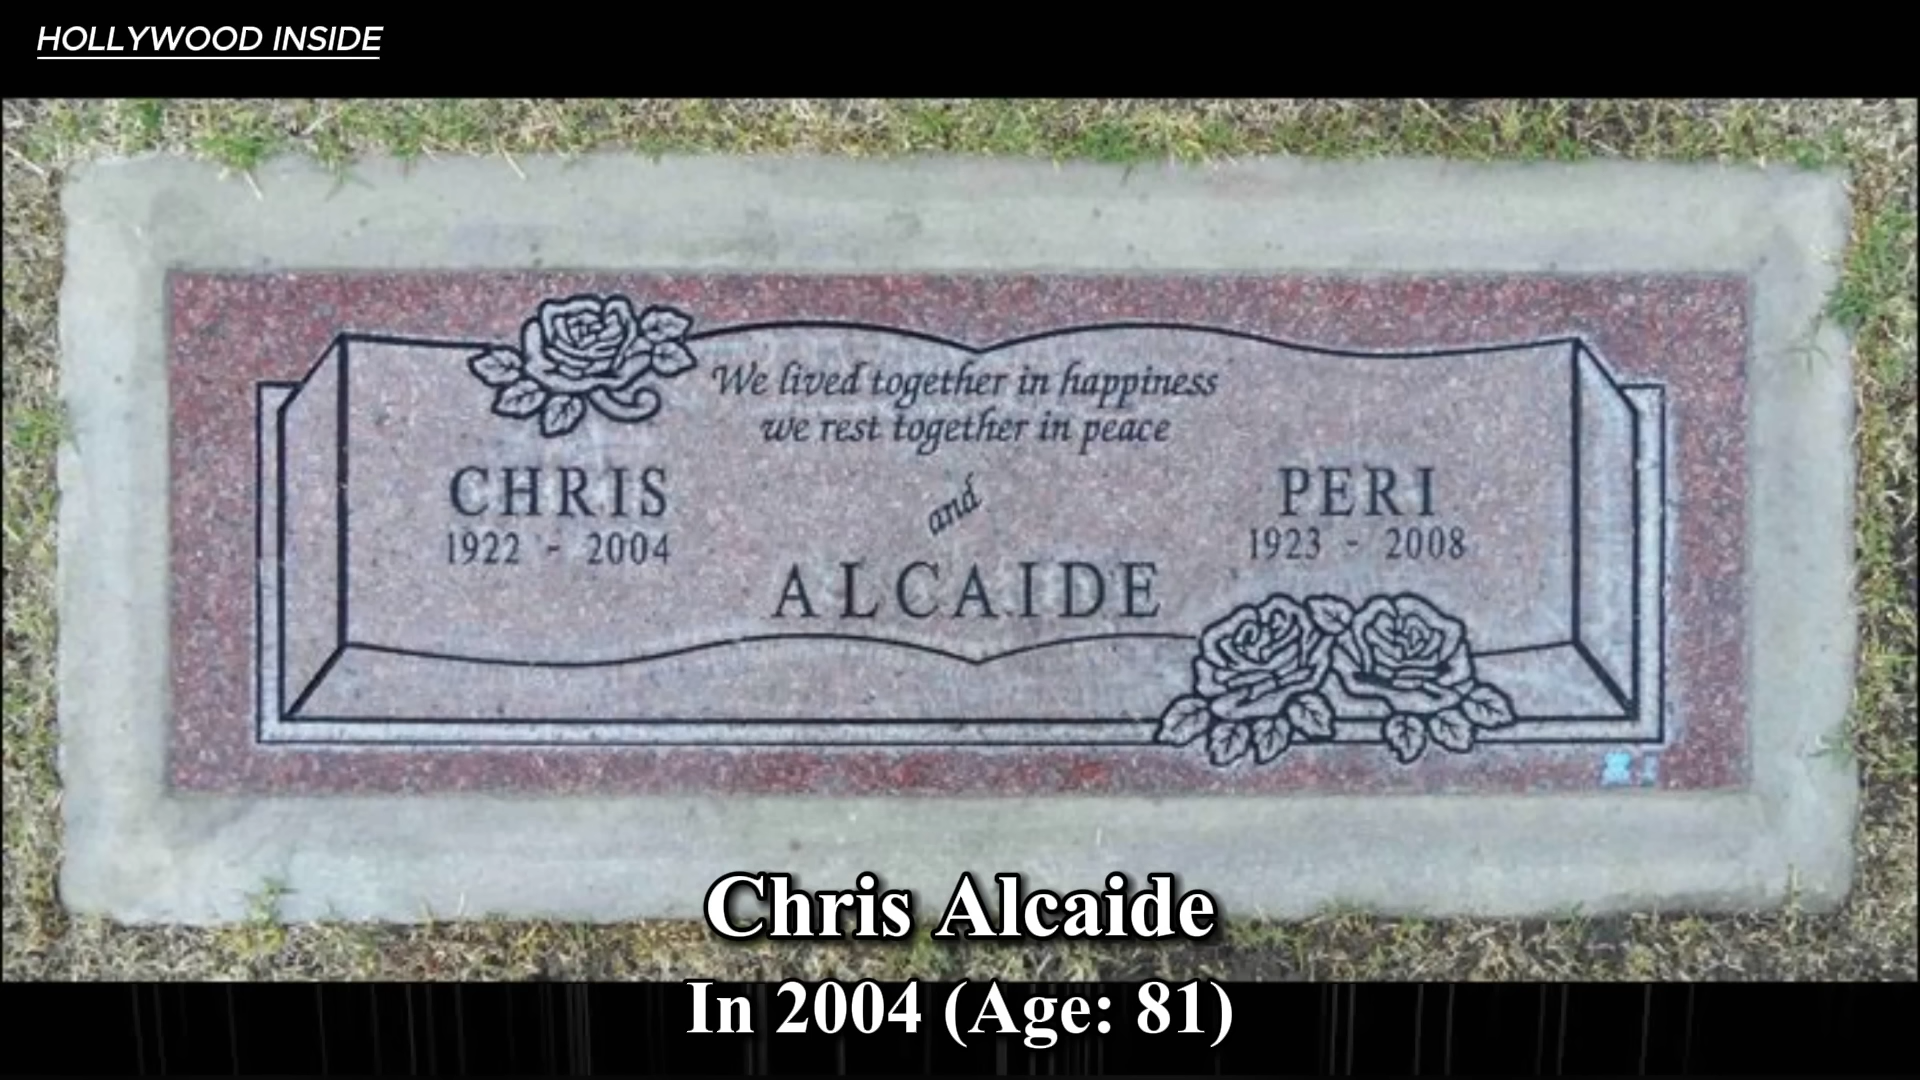 HOLLYWOOD INSIDE
We lived together in happiness
we rest together in peace
CHRIS and PERI
1922 - 2004 1923 - 2008
ALCAIDE
Chris Alcaide
In 2004 (Age: 81)